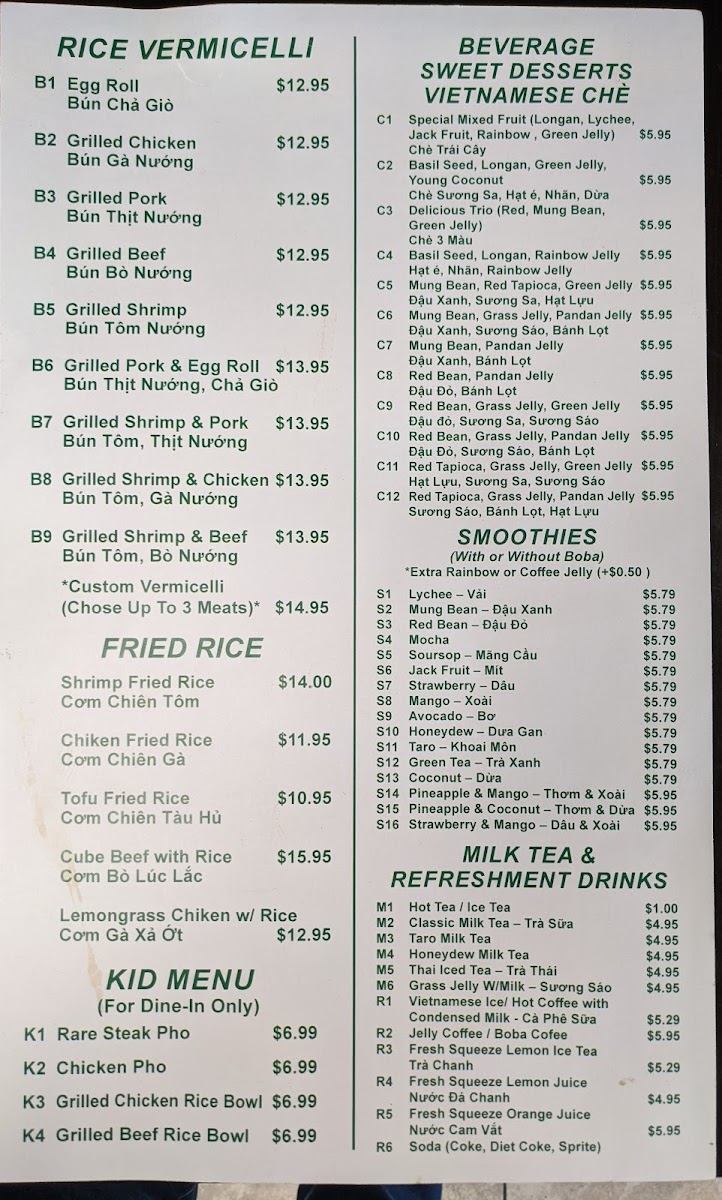 RICE VERMICELLI
B1 Egg Roll $12.95
Bún Chả Giò
B2 Grilled Chicken $12.95
Bún Gà Nướng
B3 Grilled Pork $12.95
Bún Thịt Nướng
B4 Grilled Beef $12.95
Bún Bò Nướng
B5 Grilled Shrimp $12.95
Bún Tôm Nướng
B6 Grilled Pork & Egg Roll $13.95
Bún Thịt Nướng, Chả Giò
B7 Grilled Shrimp & Pork $13.95
Bún Tôm, Thịt Nướng
B8 Grilled Shrimp & Chicken $13.95
Bún Tôm, Gà Nướng
B9 Grilled Shrimp & Beef $13.95
Bún Tôm, Bò Nướng
*Custom Vermicelli
(Chose Up To 3 Meats)* $14.95
FRIED RICE
Shrimp Fried Rice $14.00
Cơm Chiên Tôm
Chiken Fried Rice $11.95
Cơm Chiên Gà
Tofu Fried Rice $10.95
Cơm Chiên Tàu Hủ
Cube Beef with Rice $15.95
Cơm Bò Lúc Lắc
Lemongrass Chiken w/ Rice
Cơm Gà Xả Ớt $12.95
KID MENU
(For Dine-In Only)
K1 Rare Steak Pho $6.99
K2 Chicken Pho $6.99
K3 Grilled Chicken Rice Bowl $6.99
K4 Grilled Beef Rice Bowl $6.99
BEVERAGE
SWEET DESSERTS
VIETNAMESE CHÈ
C1 Special Mixed Fruit (Longan, Lychee,
Jack Fruit, Rainbow , Green Jelly) $5.95
Chè Trái Cây
C2 Basil Seed, Longan, Green Jelly,
Young Coconut $5.95
Chè Sương Sa, Hạt é, Nhãn, Dừa
C3 Delicious Trio (Red, Mung Bean,
Green Jelly) $5.95
Chè 3 Màu
C4 Basil Seed, Longan, Rainbow Jelly $5.95
Hạt é, Nhãn, Rainbow Jelly
C5 Mung Bean, Red Tapioca, Green Jelly $5.95
Đậu Xanh, Sương Sa, Hạt Lựu
C6 Mung Bean, Grass Jelly, Pandan Jelly $5.95
Đậu Xanh, Sương Sáo, Bánh Lọt
C7 Mung Bean, Pandan Jelly $5.95
Đậu Xanh, Bánh Lọt
C8 Red Bean, Pandan Jelly $5.95
Đậu Đỏ, Bánh Lọt
C9 Red Bean, Grass Jelly, Green Jelly $5.95
Đậu đỏ, Sương Sa, Sương Sáo
C10 Red Bean, Grass Jelly, Pandan Jelly $5.95
Đậu Đỏ, Sương Sáo, Bánh Lọt
C11 Red Tapioca, Grass Jelly, Green Jelly $5.95
Hạt Lựu, Sương Sa, Sương Sáo
C12 Red Tapioca, Grass Jelly, Pandan Jelly $5.95
Sương Sáo, Bánh Lọt, Hạt Lựu
SMOOTHIES
(With or Without Boba)
*Extra Rainbow or Coffee Jelly (+$0.50 )
S1 Lychee – Vải $5.79
S2 Mung Bean – Đậu Xanh $5.79
S3 Red Bean – Đậu Đỏ $5.79
S4 Mocha $5.79
S5 Soursop – Mãng Cầu $5.79
S6 Jack Fruit – Mít $5.79
S7 Strawberry – Dâu $5.79
S8 Mango – Xoài $5.79
S9 Avocado – Bơ $5.79
S10 Honeydew – Dưa Gan $5.79
S11 Taro – Khoai Môn $5.79
S12 Green Tea – Trà Xanh $5.79
S13 Coconut – Dừa $5.79
S14 Pineapple & Mango – Thơm & Xoài $5.95
S15 Pineapple & Coconut – Thơm & Dừa $5.95
S16 Strawberry & Mango – Dâu & Xoài $5.95
MILK TEA &
REFRESHMENT DRINKS
M1 Hot Tea / Ice Tea $1.00
M2 Classic Milk Tea – Trà Sữa $4.95
M3 Taro Milk Tea $4.95
M4 Honeydew Milk Tea $4.95
M5 Thai Iced Tea – Trà Thái $4.95
M6 Grass Jelly W/Milk – Sương Sáo $4.95
R1 Vietnamese Ice/ Hot Coffee with
Condensed Milk - Cà Phê Sữa $5.29
R2 Jelly Coffee / Boba Cofee $5.95
R3 Fresh Squeeze Lemon Ice Tea
Trà Chanh $5.29
R4 Fresh Squeeze Lemon Juice
Nước Đá Chanh $4.95
R5 Fresh Squeeze Orange Juice
Nước Cam Vắt $5.95
R6 Soda (Coke, Diet Coke, Sprite)